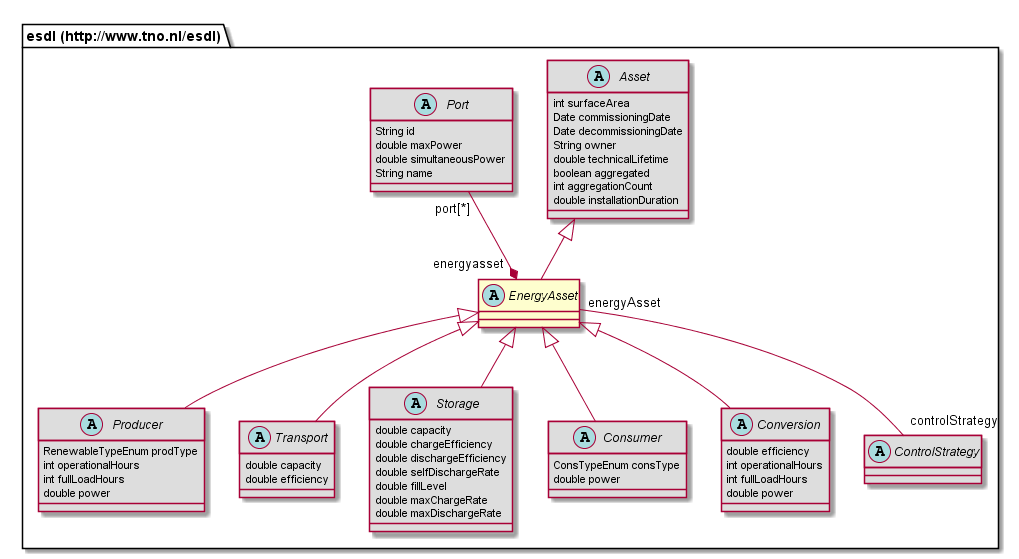 esdl (http://www.tno.nl/esdl)
A Port
String id
double maxPower
double simultaneousPower
String name
A Asset
int surfaceArea
Date commissioningDate
Date decommissioningDate
String owner
double technicalLifetime
boolean aggregated
int aggregationCount
double installationDuration
port[*]
energyasset
A EnergyAsset
energyAsset
A Producer
RenewableTypeEnum prodType
int operationalHours
int fullLoadHours
double power
A Transport
double capacity
double efficiency
A Storage
double capacity
double chargeEfficiency
double dischargeEfficiency
double selfDischargeRate
double fillLevel
double maxChargeRate
double maxDischargeRate
A Consumer
ConsTypeEnum consType
double power
A Conversion
double efficiency
int operationalHours
int fullLoadHours
double power
controlStrategy
A ControlStrategy